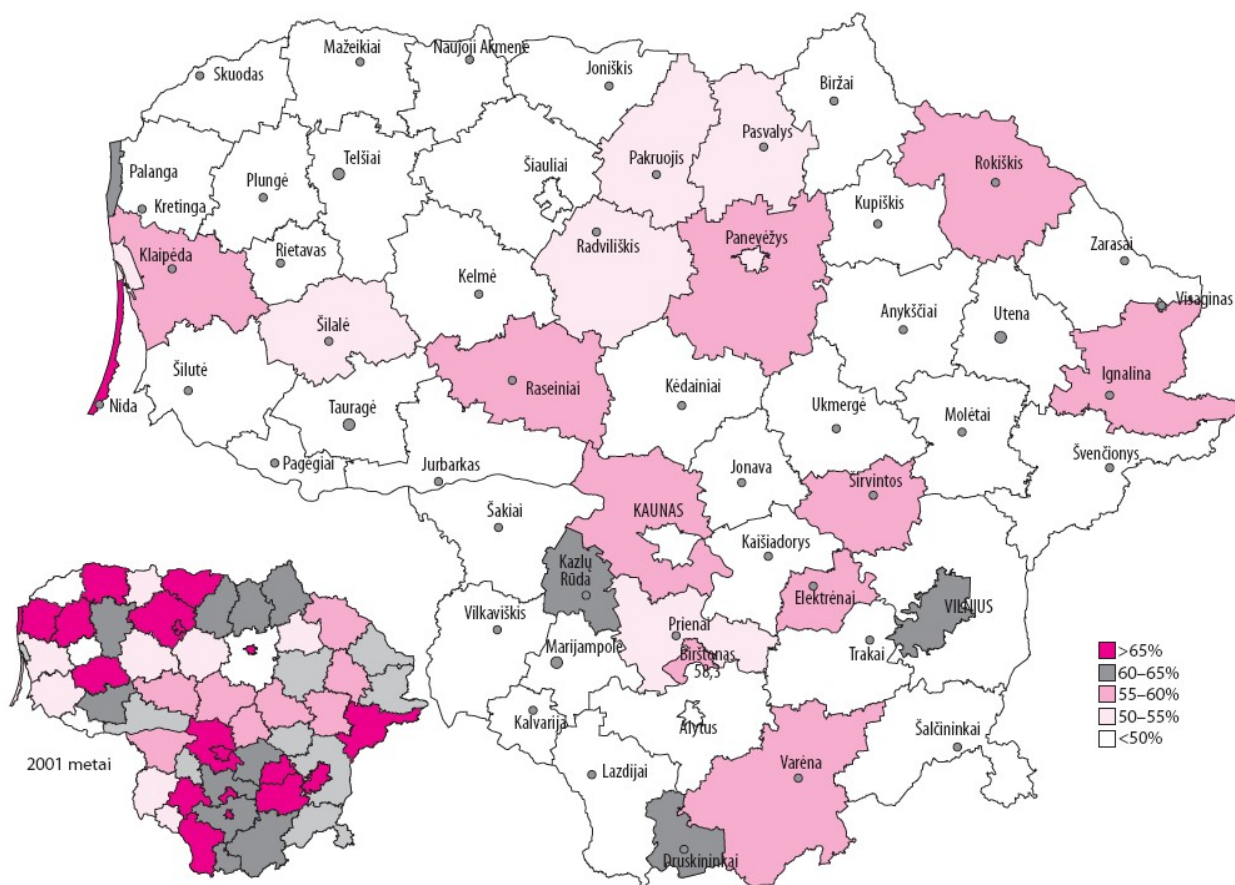 Mažeikiai
Naujoji Akmenė
Skuodas
Joniškis
Biržai
Pasvalys
Palanga
Plungė
Telšiai
Šiauliai
Pakruojis
Rokiškis
Kretinga
Kupiškis
Klaipėda
Rietavas
Radviliškis
Panevėžys
Zarasai
Kelmė
Visaginas
Šilalė
Anykščiai
Utena
Ignalina
Šilutė
Raseiniai
Kėdainiai
Nida
Tauragė
Ukmergė
Molėtai
Pagėgiai
Jurbarkas
Jonava
Švenčionys
Širvintos
Šakiai
KAUNAS
Kaišiadorys
Kazlų
Rūda
Elektrėnai
VILNIUS
Vilkaviškis
Prienai
Marijampolė
Birštonas
58,3
Trakai
>65%
60–65%
55–60%
50–55%
<50%
Kalvarija
Alytus
Šalčininkai
2001 metai
Lazdijai
Varėna
Druskininkai